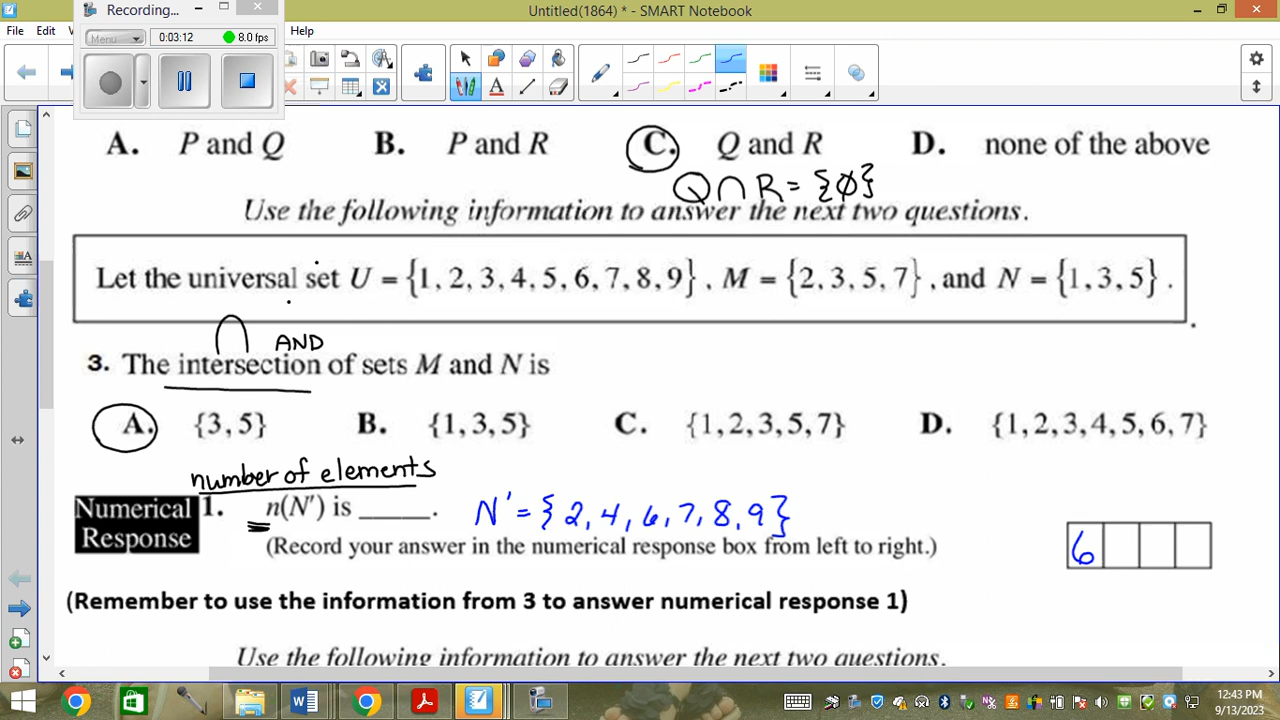 Recording...
Untitled(1864) * - SMART Notebook
Menu
0:03:12
8.0 fps
File
Edit
Help
A. P and Q B. P and R C. Q and R D. none of the above
Q ∩ R = {∅}
Use the following information to answer the next two questions.
Let the universal set U = {1, 2, 3, 4, 5, 6, 7, 8, 9} , M = {2, 3, 5, 7} , and N = {1, 3, 5} .
∩ AND
3. The intersection of sets M and N is
A. {3, 5} B. {1, 3, 5} C. {1, 2, 3, 5, 7} D. {1, 2, 3, 4, 5, 6, 7}
number of elements
Numerical Response 1. n(N′) is _____. N' = {2, 4, 6, 7, 8, 9}
(Record your answer in the numerical response box from left to right.)
6
(Remember to use the information from 3 to answer numerical response 1)
Use the following information to answer the next two questions.
12:43 PM
9/13/2023